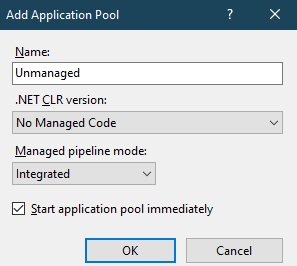 Add Application Pool
?
Name:
Unmanaged
.NET CLR version:
No Managed Code
Managed pipeline mode:
Integrated
Start application pool immediately
OK
Cancel